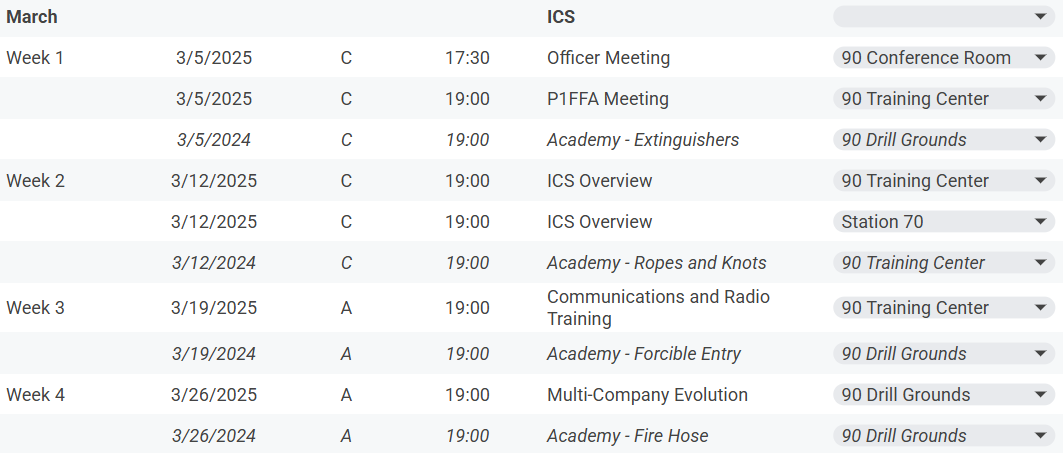 March ICS
Week 1 3/5/2025 C 17:30 Officer Meeting 90 Conference Room
3/5/2025 C 19:00 P1FFA Meeting 90 Training Center
3/5/2024 C 19:00 Academy - Extinguishers 90 Drill Grounds
Week 2 3/12/2025 C 19:00 ICS Overview 90 Training Center
3/12/2025 C 19:00 ICS Overview Station 70
3/12/2024 C 19:00 Academy - Ropes and Knots 90 Training Center
Week 3 3/19/2025 A 19:00 Communications and Radio
Training 90 Training Center
3/19/2024 A 19:00 Academy - Forcible Entry 90 Drill Grounds
Week 4 3/26/2025 A 19:00 Multi-Company Evolution 90 Drill Grounds
3/26/2024 A 19:00 Academy - Fire Hose 90 Drill Grounds